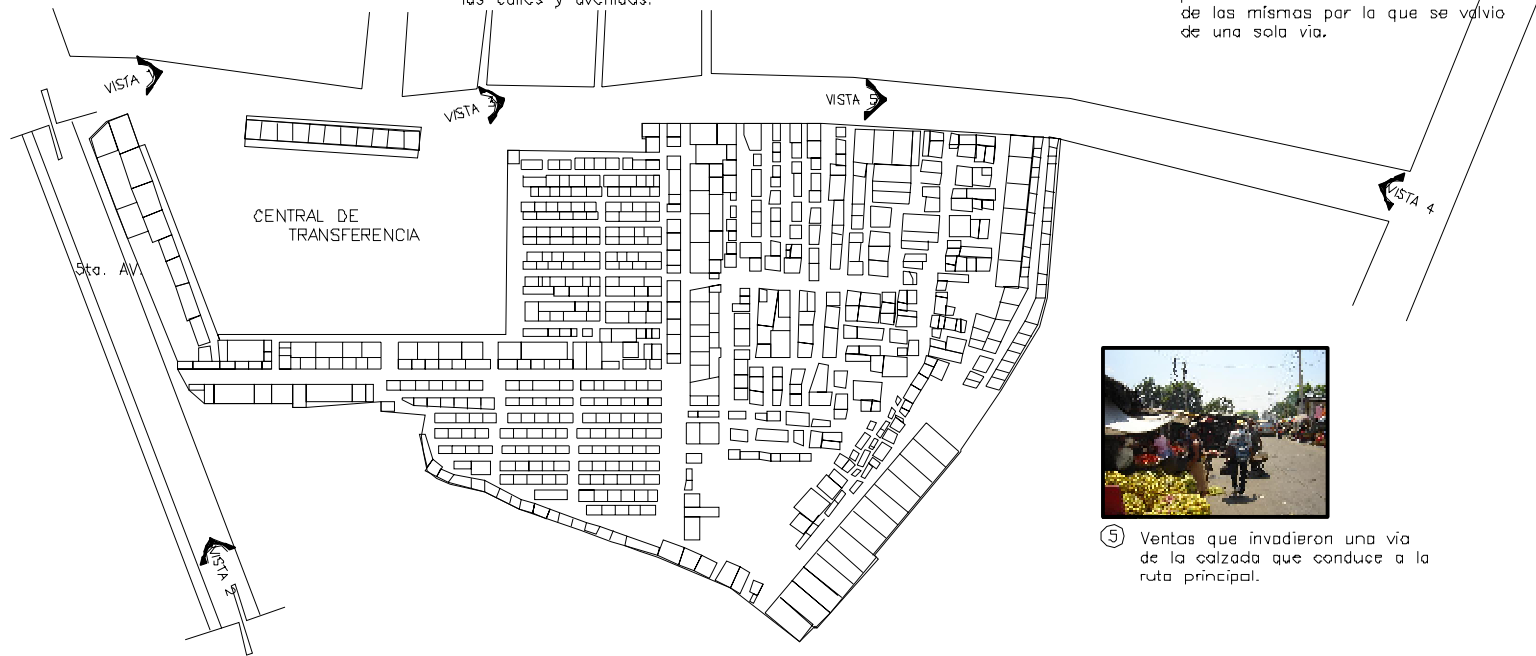 las calles y avenidas.
de las mismas por la que se volvio
de una sola via.
VISTA 1
VISTA 3
VISTA 5
VISTA 4
CENTRAL DE
TRANSFERENCIA
5ta. AV.
VISTA 2
5 Ventas que invadieron una via
de la calzada que conduce a la
ruta principal.